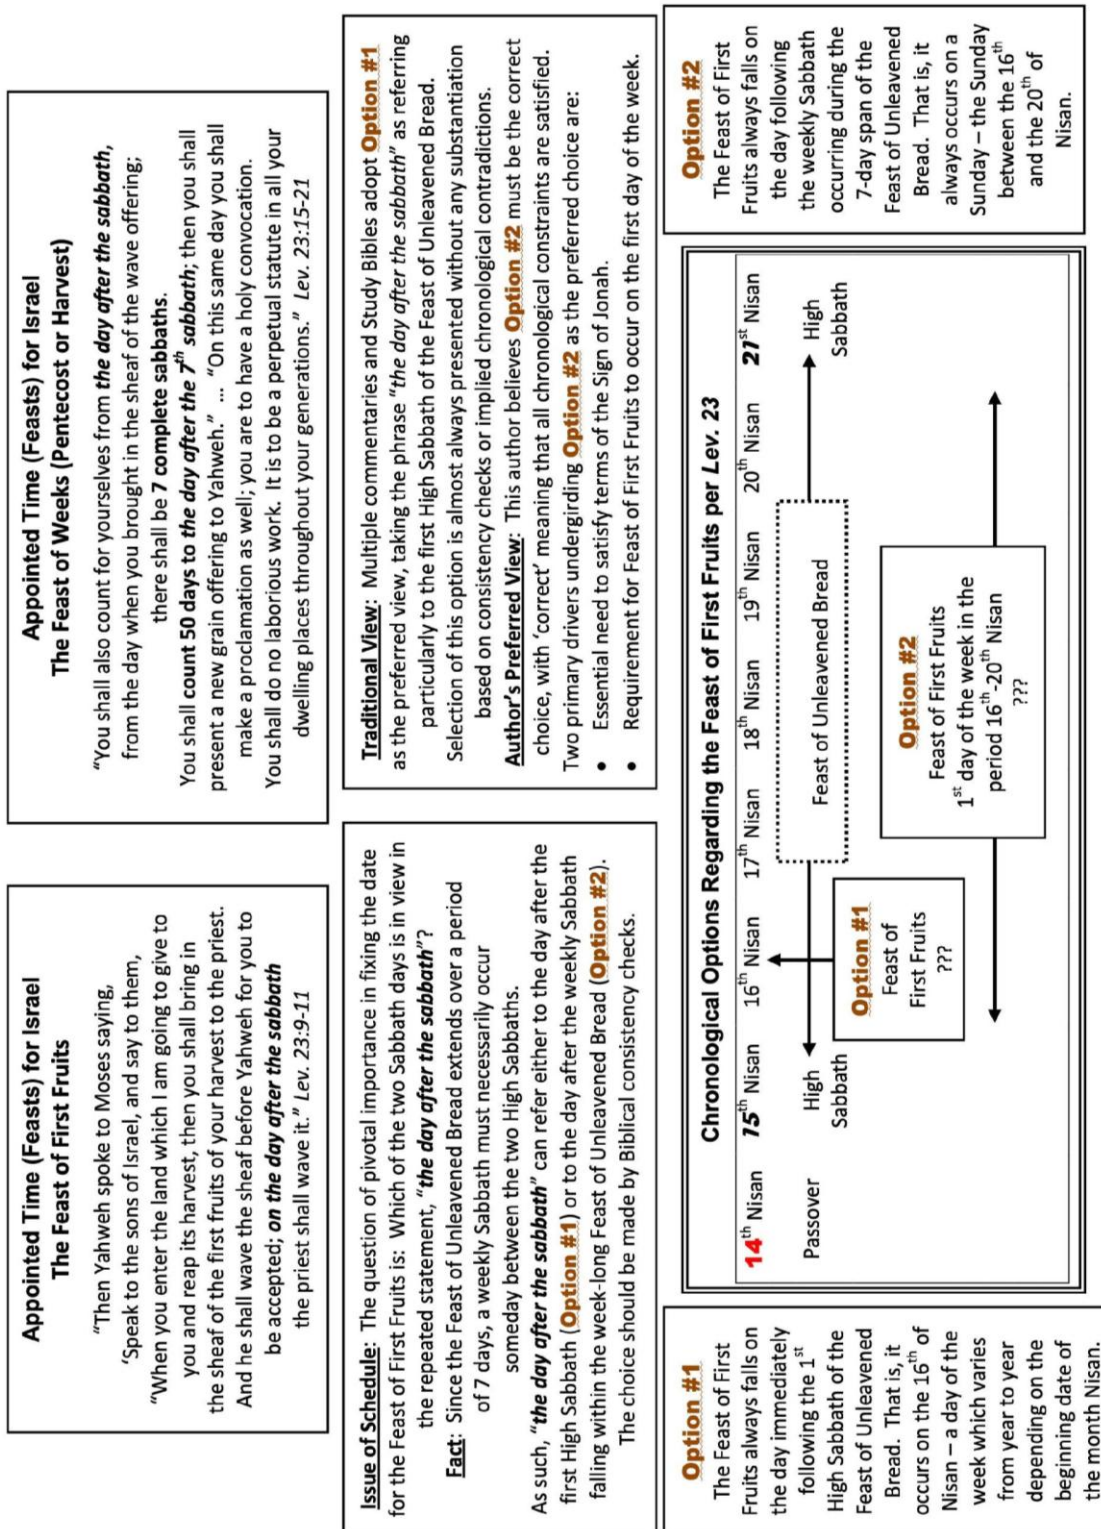 Appointed Time (Feasts) for Israel
The Feast of First Fruits
“Then Yahweh spoke to Moses saying,
‘Speak to the sons of Israel, and say to them,
“When you enter the land which I am going to give to
you and reap its harvest, then you shall bring in
the sheaf of the first fruits of your harvest to the priest.
And he shall wave the sheaf before Yahweh for you to
be accepted; on the day after the sabbath
the priest shall wave it.” Lev. 23:9-11
Appointed Time (Feasts) for Israel
The Feast of Weeks (Pentecost or Harvest)
“You shall also count for yourselves from the day after the sabbath,
from the day when you brought in the sheaf of the wave offering;
there shall be 7 complete sabbaths.
You shall count 50 days to the day after the 7th sabbath; then you shall
present a new grain offering to Yahweh.” ... “On this same day you shall
make a proclamation as well; you are to have a holy convocation.
You shall do no laborious work. It is to be a perpetual statute in all your
dwelling places throughout your generations.” Lev. 23:15-21
Issue of Schedule: The question of pivotal importance in fixing the date
for the Feast of First Fruits is: Which of the two Sabbath days is in view in
the repeated statement, “the day after the sabbath”?
Fact: Since the Feast of Unleavened Bread extends over a period
of 7 days, a weekly Sabbath must necessarily occur
someday between the two High Sabbaths.
As such, “the day after the sabbath” can refer either to the day after the
first High Sabbath (Option #1) or to the day after the weekly Sabbath
falling within the week-long Feast of Unleavened Bread (Option #2).
The choice should be made by Biblical consistency checks.
Traditional View: Multiple commentaries and Study Bibles adopt Option #1
as the preferred view, taking the phrase “the day after the sabbath” as referring
particularly to the first High Sabbath of the Feast of Unleavened Bread.
Selection of this option is almost always presented without any substantiation
based on consistency checks or implied chronological contradictions.
Author’s Preferred View: This author believes Option #2 must be the correct
choice, with ‘correct’ meaning that all chronological constraints are satisfied.
Two primary drivers undergirding Option #2 as the preferred choice are:
• Essential need to satisfy terms of the Sign of Jonah.
• Requirement for Feast of First Fruits to occur on the first day of the week.
Option #1
The Feast of First
Fruits always falls on
the day immediately
following the 1st
High Sabbath of the
Feast of Unleavened
Bread. That is, it
occurs on the 16th of
Nisan – a day of the
week which varies
from year to year
depending on the
beginning date of
the month Nisan.
Chronological Options Regarding the Feast of First Fruits per Lev. 23
14th Nisan 15th Nisan 16th Nisan 17th Nisan 18th Nisan 19th Nisan 20th Nisan 21st Nisan
Passover
High
Sabbath
Feast of Unleavened Bread
High
Sabbath
Option #1
Feast of
First Fruits
???
Option #2
Feast of First Fruits
1st day of the week in the
period 16th-20th Nisan
???
Option #2
The Feast of First
Fruits always falls on
the day following
the weekly Sabbath
occurring during the
7-day span of the
Feast of Unleavened
Bread. That is, it
always occurs on a
Sunday – the Sunday
between the 16th
and the 20th of
Nisan.